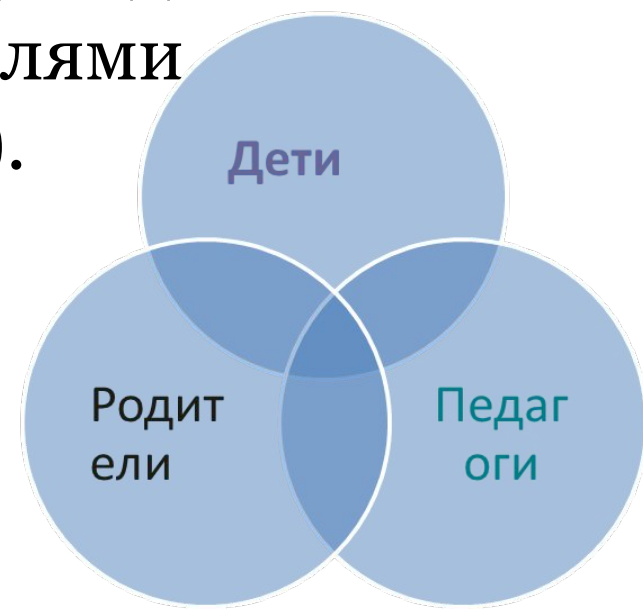 лями
).
Дети
Родит
ели
Педаг
оги